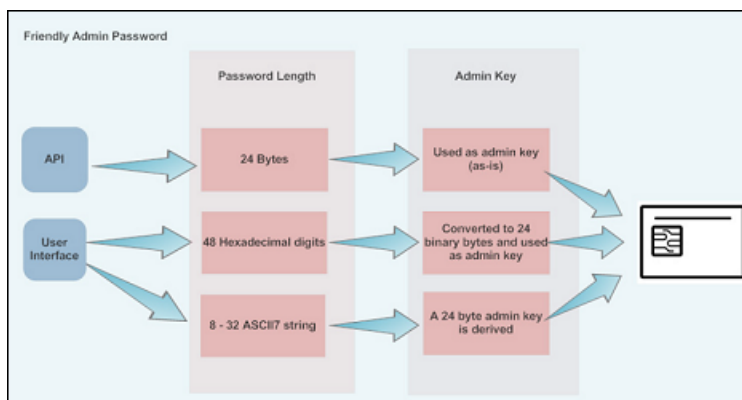 Friendly Admin Password
Password Length
Admin Key
API
24 Bytes
Used as admin key
(as-is)
User
Interface
48 Hexadecimal digits
Converted to 24
binary bytes and used
as admin key
8 - 32 ASCII7 string
A 24 byte admin key
is derived